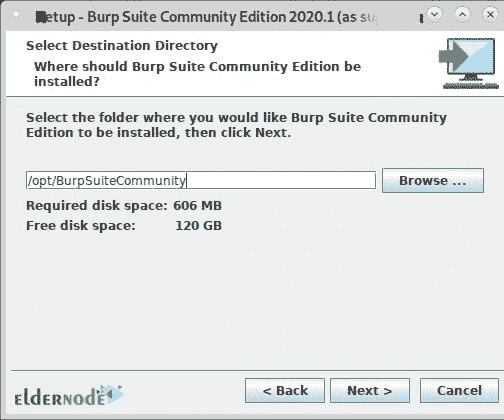 Setup - Burp Suite Community Edition 2020.1 (as su
Select Destination Directory
Where should Burp Suite Community Edition be
installed?
Select the folder where you would like Burp Suite Community
Edition to be installed, then click Next.
/opt/BurpSuiteCommunity
Browse ...
Required disk space: 606 MB
Free disk space: 120 GB
eldernode
< Back
Next >
Cancel